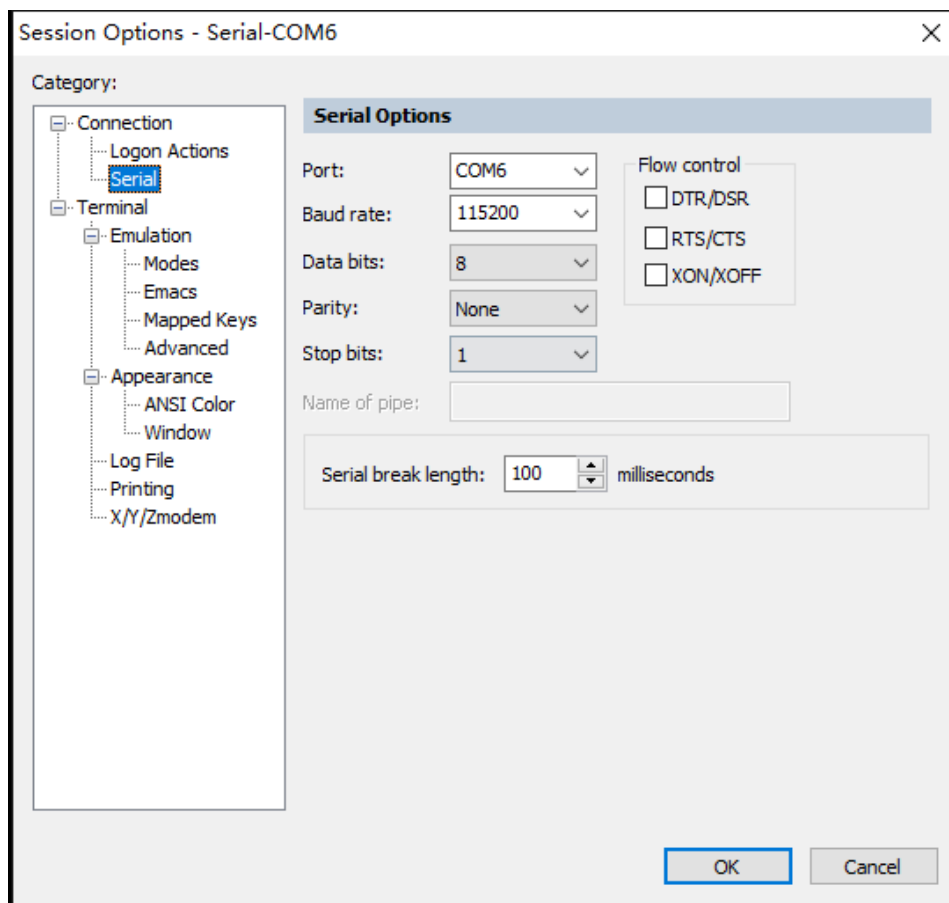 Session Options - Serial-COM6
Category:
Connection
Logon Actions
Serial
Terminal
Emulation
Modes
Emacs
Mapped Keys
Advanced
Appearance
ANSI Color
Window
Log File
Printing
X/Y/Zmodem
Serial Options
Port: COM6
Baud rate: 115200
Data bits: 8
Parity: None
Stop bits: 1
Name of pipe:
Flow control
DTR/DSR
RTS/CTS
XON/XOFF
Serial break length: 100 milliseconds
OK Cancel